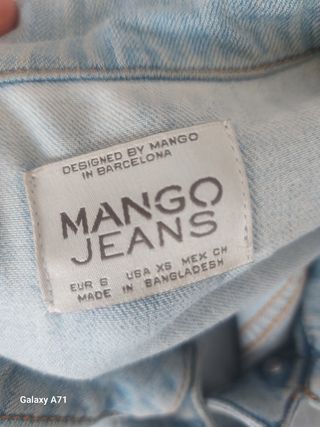 DESIGNED BY MANGO
IN BARCELONA
MANGO
JEANS
EUR S USA XS MEX CH
MADE IN BANGLADESH
Galaxy A71